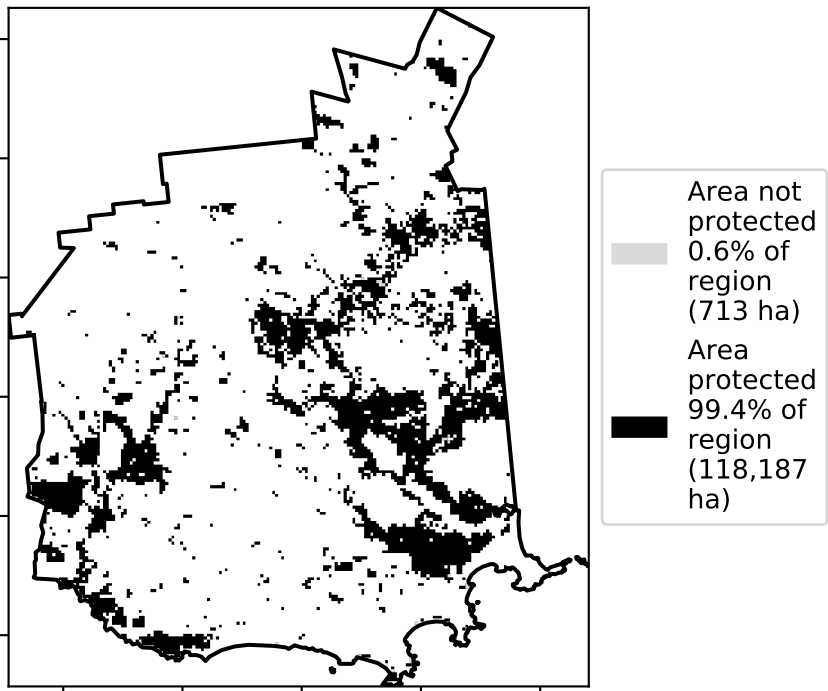 Area not
protected
0.6% of
region
(713 ha)
Area
protected
99.4% of
region
(118,187
ha)